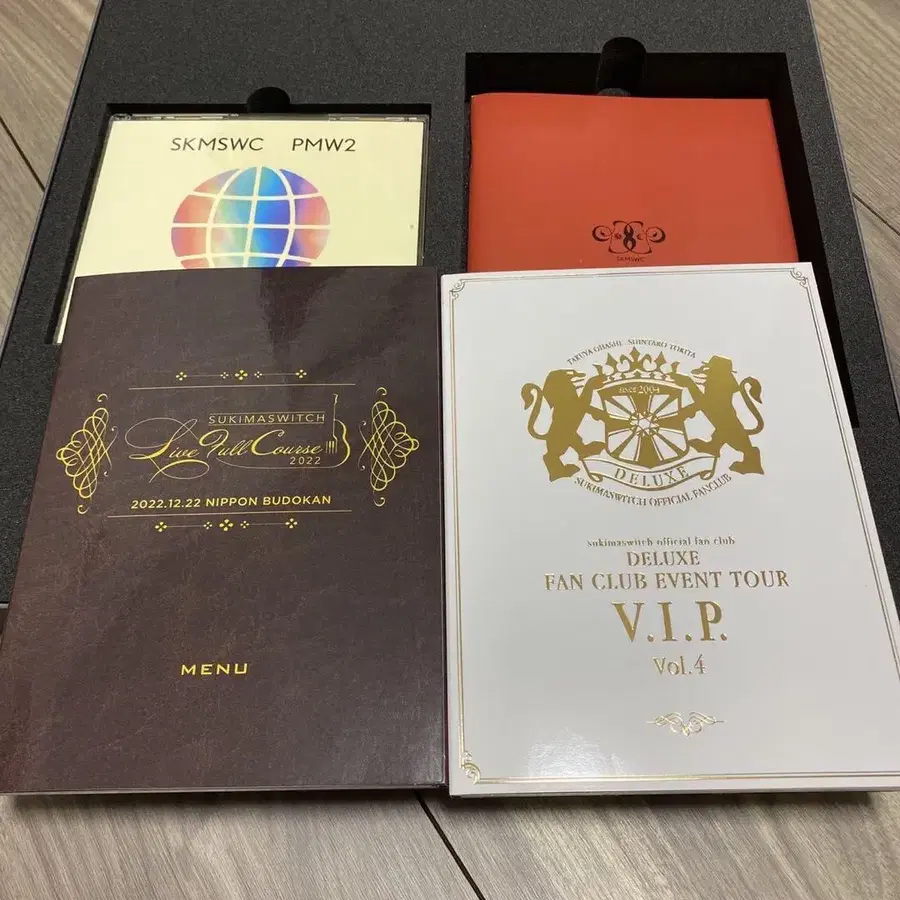 SKMSWC PMW2
SKMSWC
SUKIMASWITCH
Live Full Course
2022
2022.12.22 NIPPON BUDOKAN
MENU
TAKUYA OHASHI SHINTARO TOKITA
since 2004
DELUXE
SUKIMASWITCH OFFICIAL FANCLUB
sukimaswitch official fan club
DELUXE
FAN CLUB EVENT TOUR
V.I.P.
Vol.4